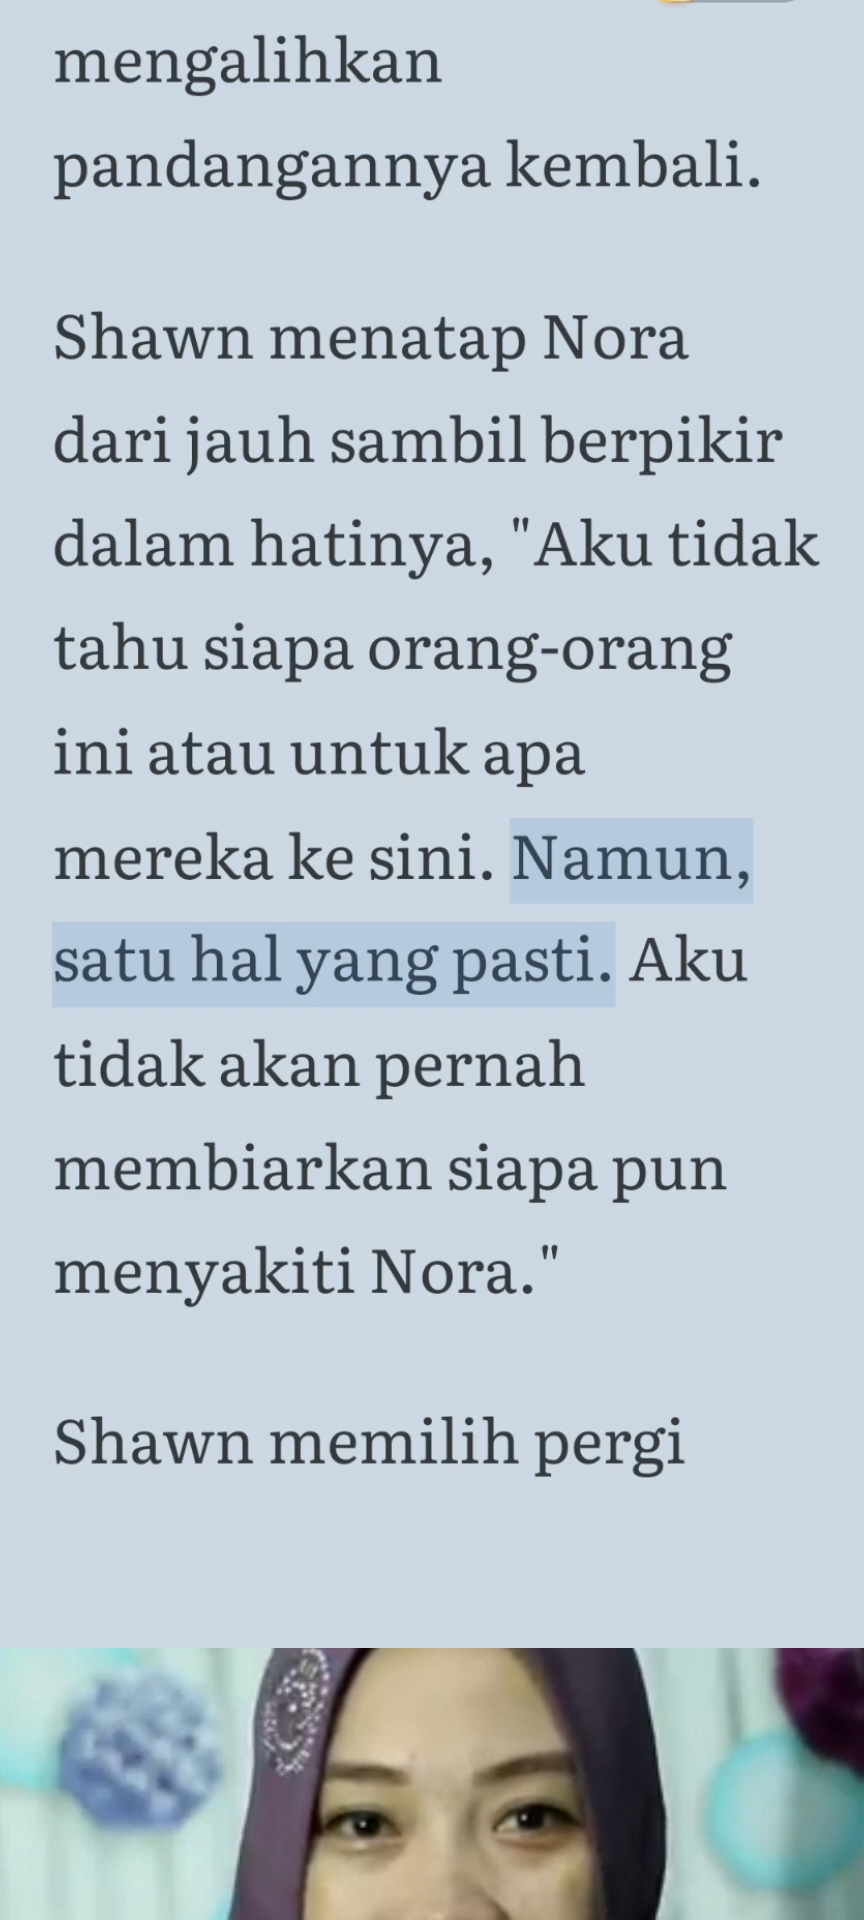 mengalihkan
pandangannya kembali.
Shawn menatap Nora
dari jauh sambil berpikir
dalam hatinya, "Aku tidak
tahu siapa orang-orang
ini atau untuk apa
mereka ke sini. Namun,
satu hal yang pasti. Aku
tidak akan pernah
membiarkan siapa pun
menyakiti Nora."
Shawn memilih pergi